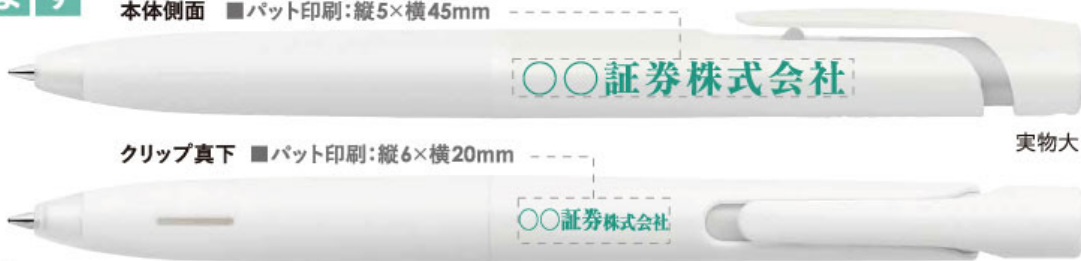 ます
本体側面 ■パット印刷：縦5×横45mm
○○証券株式会社
実物大
クリップ真下 ■パット印刷：縦6×横20mm
○○証券株式会社